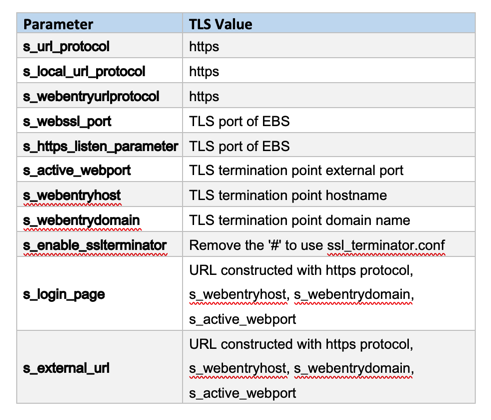 Parameter TLS Value
s_url_protocol https
s_local_url_protocol https
s_webentryurlprotocol https
s_webssl_port TLS port of EBS
s_https_listen_parameter TLS port of EBS
s_active_webport TLS termination point external port
s_webentryhost TLS termination point hostname
s_webentrydomain TLS termination point domain name
s_enable_sslterminator Remove the '#' to use ssl_terminator.conf
s_login_page URL constructed with https protocol,
s_webentryhost, s_webentrydomain,
s_active_webport
s_external_url URL constructed with https protocol,
s_webentryhost, s_webentrydomain,
s_active_webport